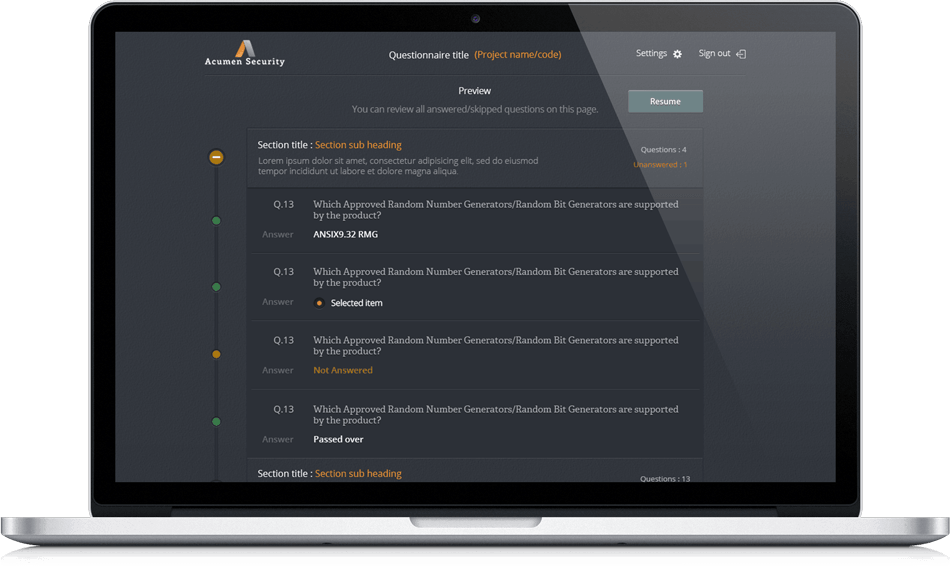 Acumen Security
Questionnaire title (Project name/code)
Settings
Sign out
Preview
You can review all answered/skipped questions on this page.
Resume
Section title : Section sub heading
Questions : 4
Lorem ipsum dolor sit amet, consectetur adipisicing elit, sed do eiusmod
tempor incididunt ut labore et dolore magna aliqua.
Unanswered : 1
Q.13 Which Approved Random Number Generators/Random Bit Generators are supported
by the product?
Answer ANSIX9.32 RMG
Q.13 Which Approved Random Number Generators/Random Bit Generators are supported
by the product?
Answer Selected item
Q.13 Which Approved Random Number Generators/Random Bit Generators are supported
by the product?
Answer Not Answered
Q.13 Which Approved Random Number Generators/Random Bit Generators are supported
by the product?
Answer Passed over
Section title : Section sub heading
Questions : 13